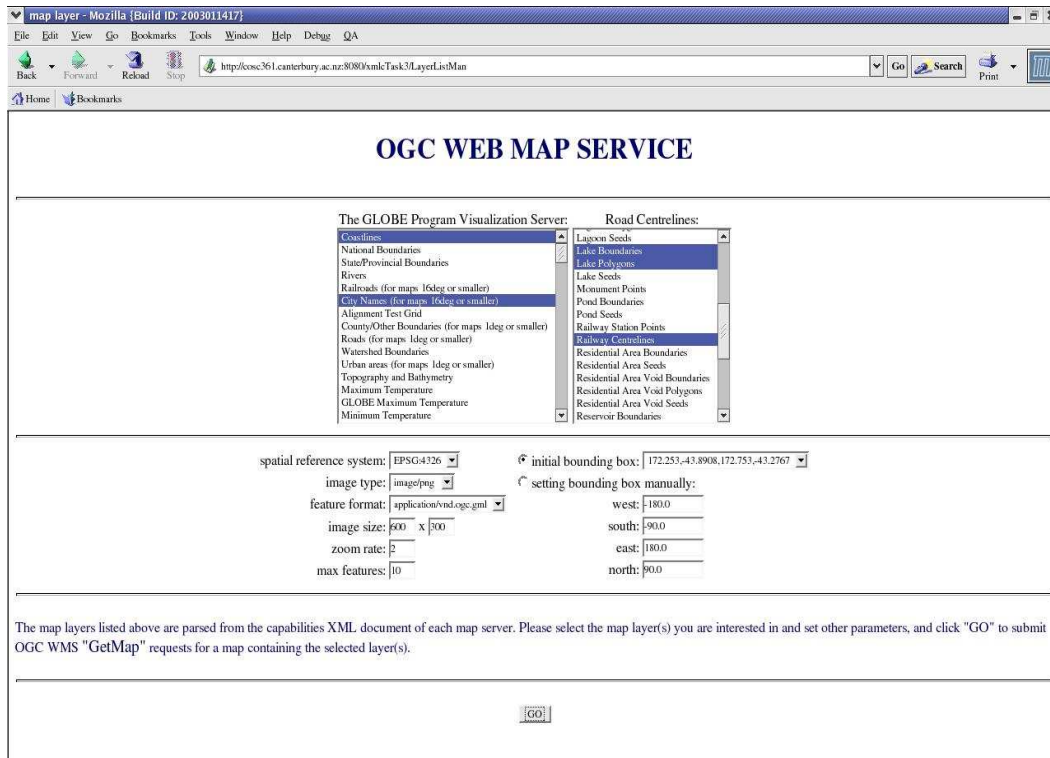 map layer - Mozilla {Build ID: 2003011417}
File Edit View Go Bookmarks Tools Window Help Debug QA
Back Forward Reload Stop http://cosc361.canterbury.ac.nz:8080/xmlcTask3/LayerListMan Go Search Print
Home Bookmarks
OGC WEB MAP SERVICE
The GLOBE Program Visualization Server:
Coastlines
National Boundaries
State/Provincial Boundaries
Rivers
Railroads (for maps 16deg or smaller)
City Names (for maps 16deg or smaller)
Alignment Test Grid
County/Other Boundaries (for maps 1deg or smaller)
Roads (for maps 1deg or smaller)
Watershed Boundaries
Urban areas (for maps 1deg or smaller)
Topography and Bathymetry
Maximum Temperature
GLOBE Maximum Temperature
Minimum Temperature
Road Centrelines:
Lagoon Seeds
Lake Boundaries
Lake Polygons
Lake Seeds
Monument Points
Pond Boundaries
Pond Seeds
Railway Station Points
Railway Centrelines
Residential Area Boundaries
Residential Area Seeds
Residential Area Void Boundaries
Residential Area Void Polygons
Residential Area Void Seeds
Reservoir Boundaries
spatial reference system: EPSG:4326
image type: image/png
feature format: application/vnd.ogc.gml
image size: 600 x 300
zoom rate: 2
max features: 10
initial bounding box: 172.253,-43.8908,172.753,-43.2767
setting bounding box manually:
west: -180.0
south: -90.0
east: 180.0
north: 90.0
The map layers listed above are parsed from the capabilities XML document of each map server. Please select the map layer(s) you are interested in and set other parameters, and click "GO" to submit
OGC WMS "GetMap" requests for a map containing the selected layer(s).
GO